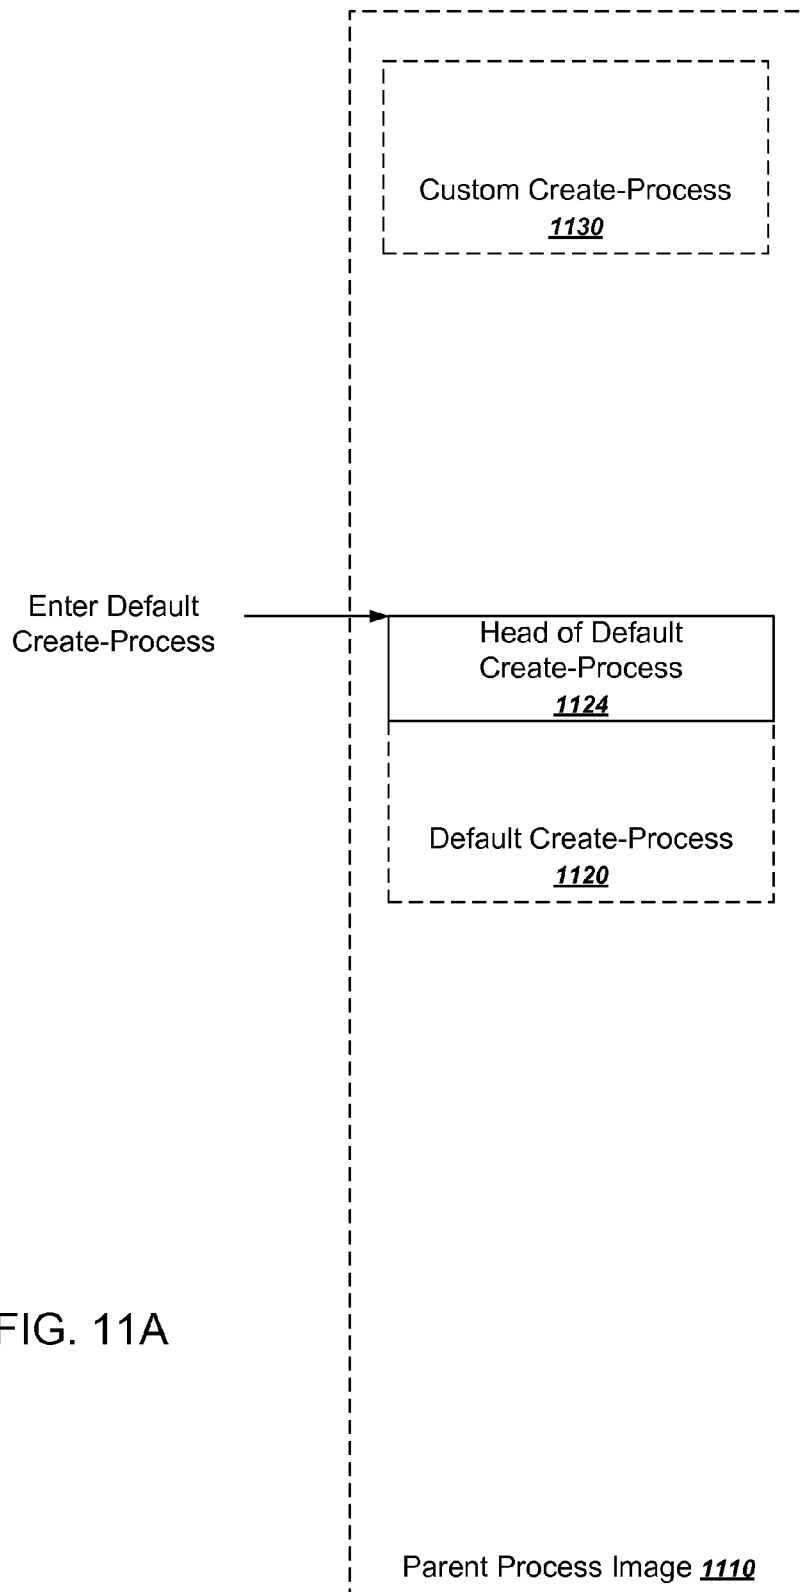 Custom Create-Process
1130
Enter Default
Create-Process
Head of Default
Create-Process
1124
Default Create-Process
1120
FIG. 11A
Parent Process Image 1110